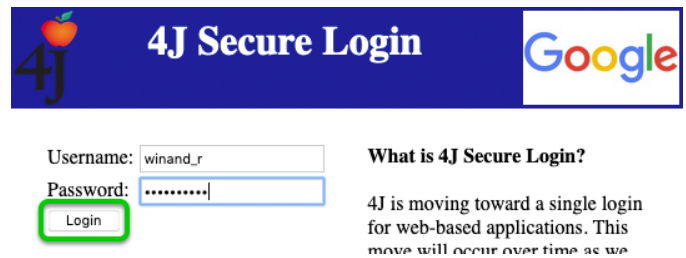 4J
4J Secure Login
Google
Username: winand_r
Password: ••••••••••
Login
What is 4J Secure Login?
4J is moving toward a single login
for web-based applications. This
move will occur over time as we